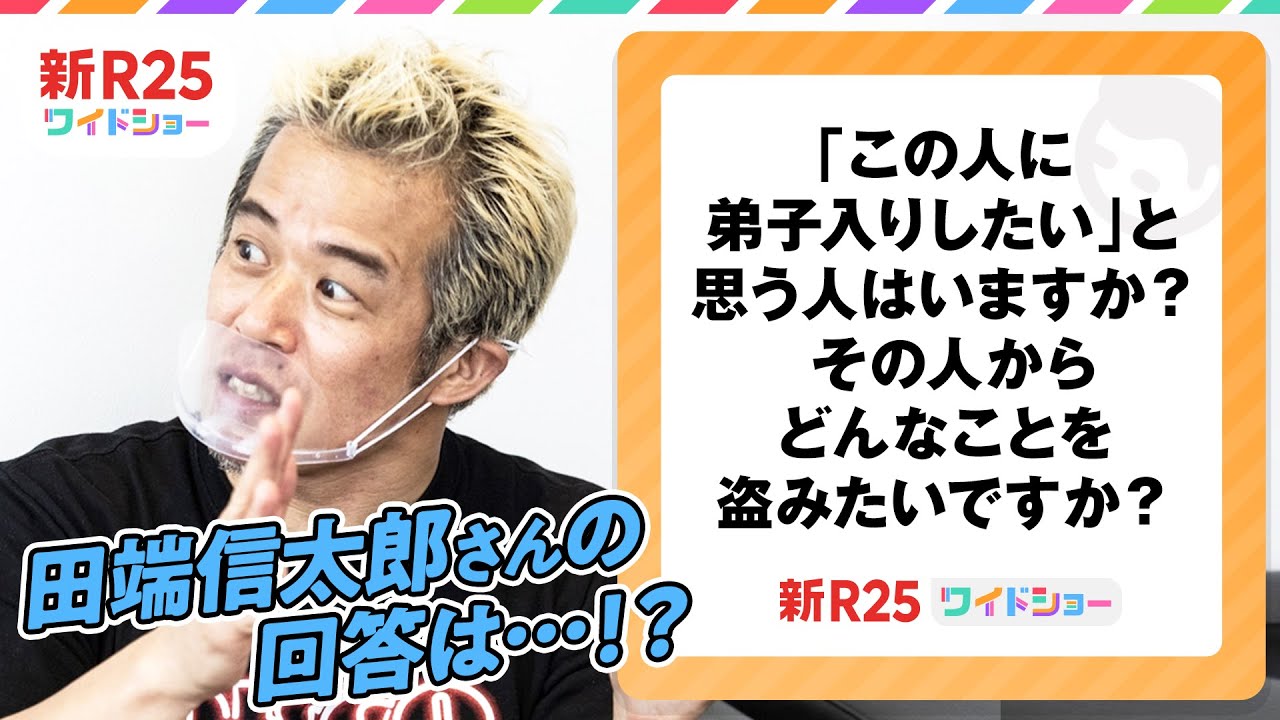 新R25
ワイドショー
「この人に
弟子入りしたい」と
思う人はいますか？
その人から
どんなことを
盗みたいですか？
新R25 ワイドショー
田端信太郎さんの
回答は…!?